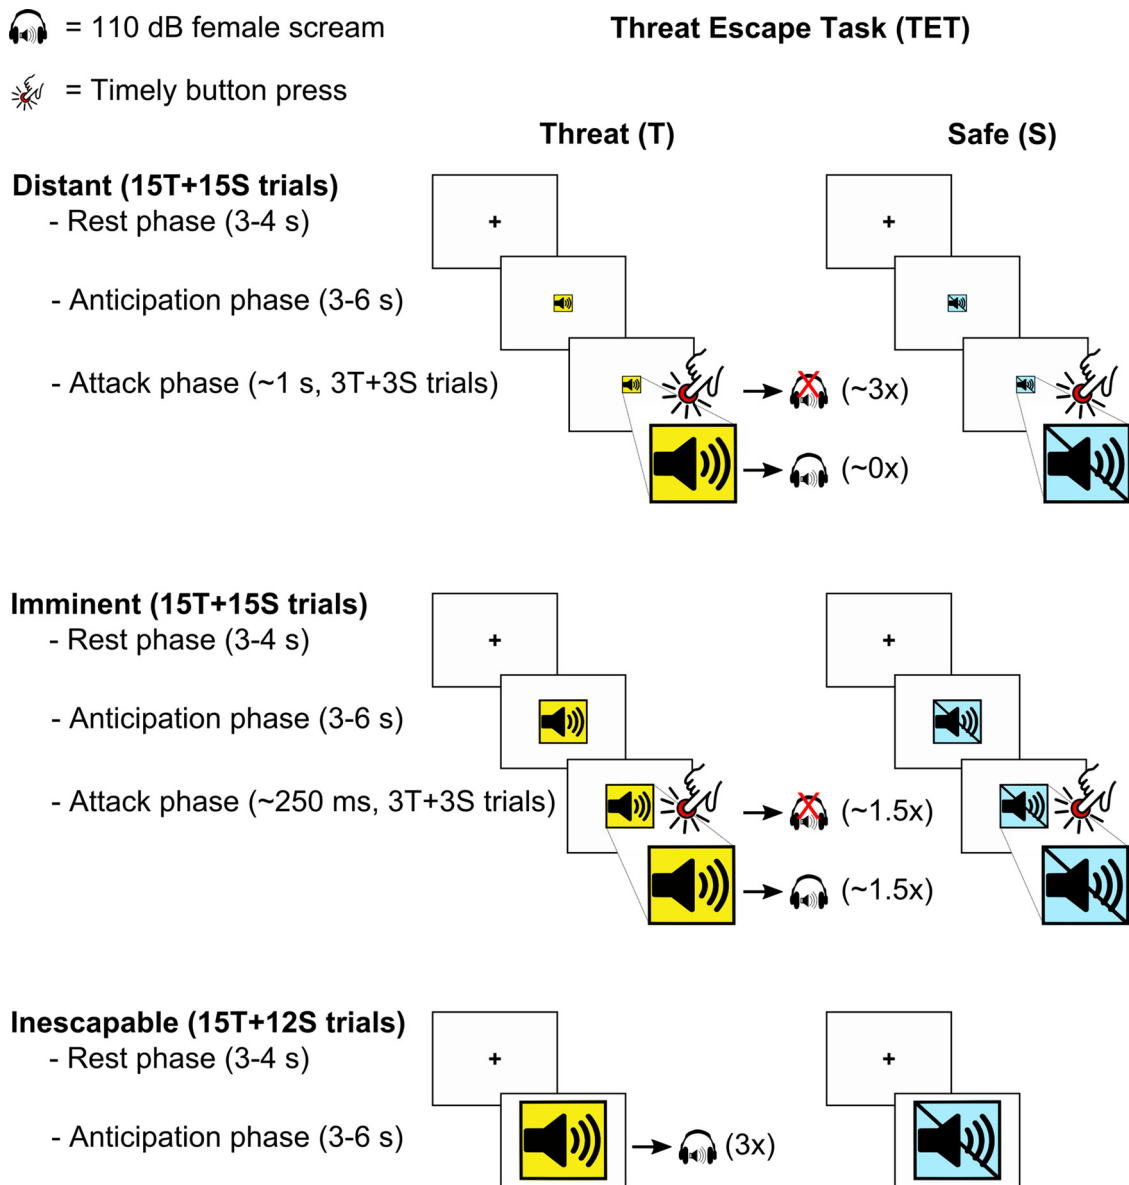 = 110 dB female scream
Threat Escape Task (TET)
= Timely button press
Threat (T)
Safe (S)
Distant (15T+15S trials)
- Rest phase (3-4 s)
+
+
- Anticipation phase (3-6 s)
- Attack phase (~1 s, 3T+3S trials)
(~3x)
(~0x)
Imminent (15T+15S trials)
- Rest phase (3-4 s)
+
+
- Anticipation phase (3-6 s)
- Attack phase (~250 ms, 3T+3S trials)
(~1.5x)
(~1.5x)
Inescapable (15T+12S trials)
- Rest phase (3-4 s)
+
+
- Anticipation phase (3-6 s)
(3x)